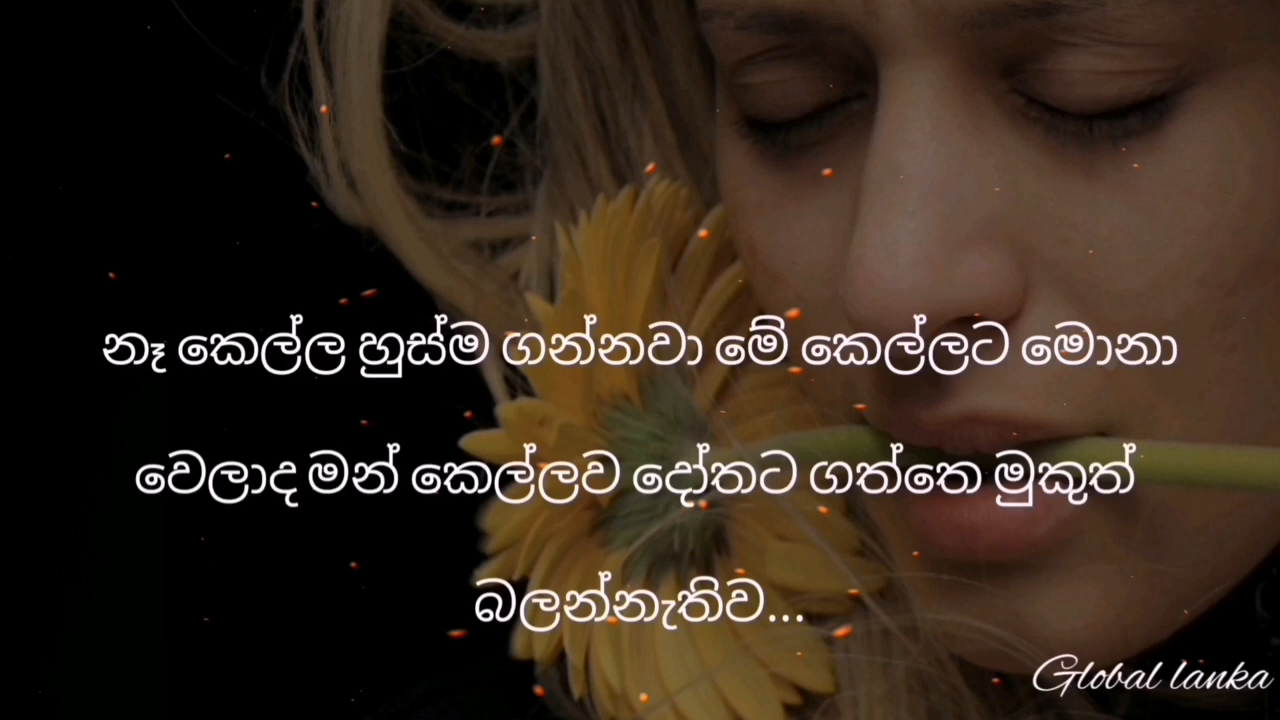 නෑ කෙල්ල හුස්ම ගන්නවා මේ කෙල්ලට මොනා
වෙලාද මන් කෙල්ලව දෝතට ගත්තෙ මුකුත්
බලන්නැතිව...
Global lanka